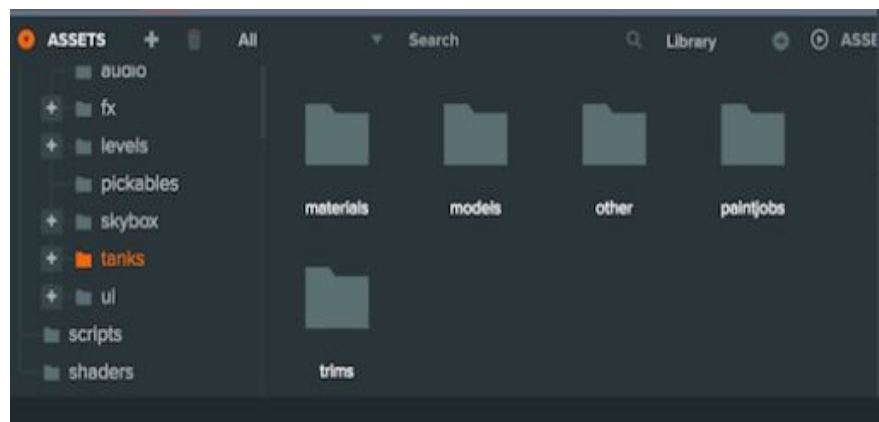 ASSETS All Search Library ASSE
audio
fx
levels
pickables
skybox
tanks
ui
scripts
shaders
materials models other paintjobs
trims